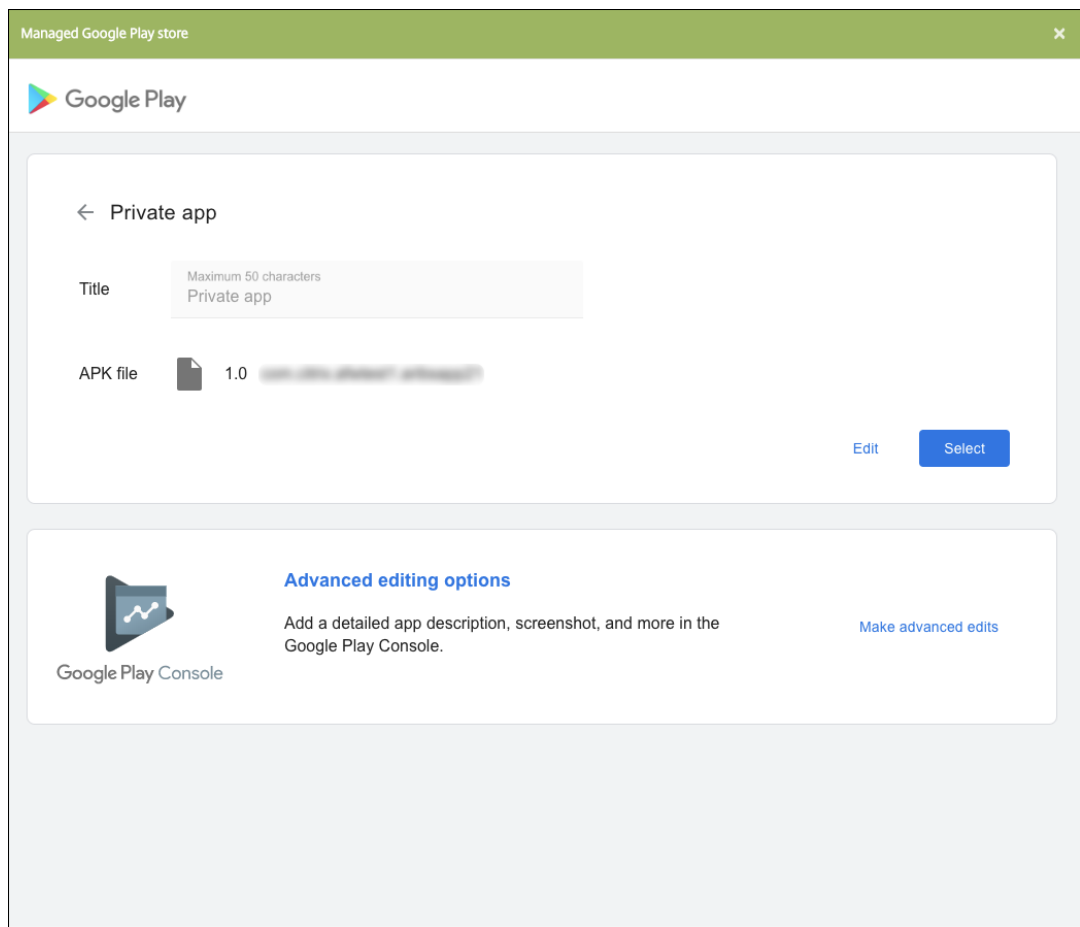 Managed Google Play store
Google Play
Private app
Title
Maximum 50 characters
Private app
APK file
1.0
Edit
Select
Advanced editing options
Add a detailed app description, screenshot, and more in the
Google Play Console.
Make advanced edits
Google Play Console